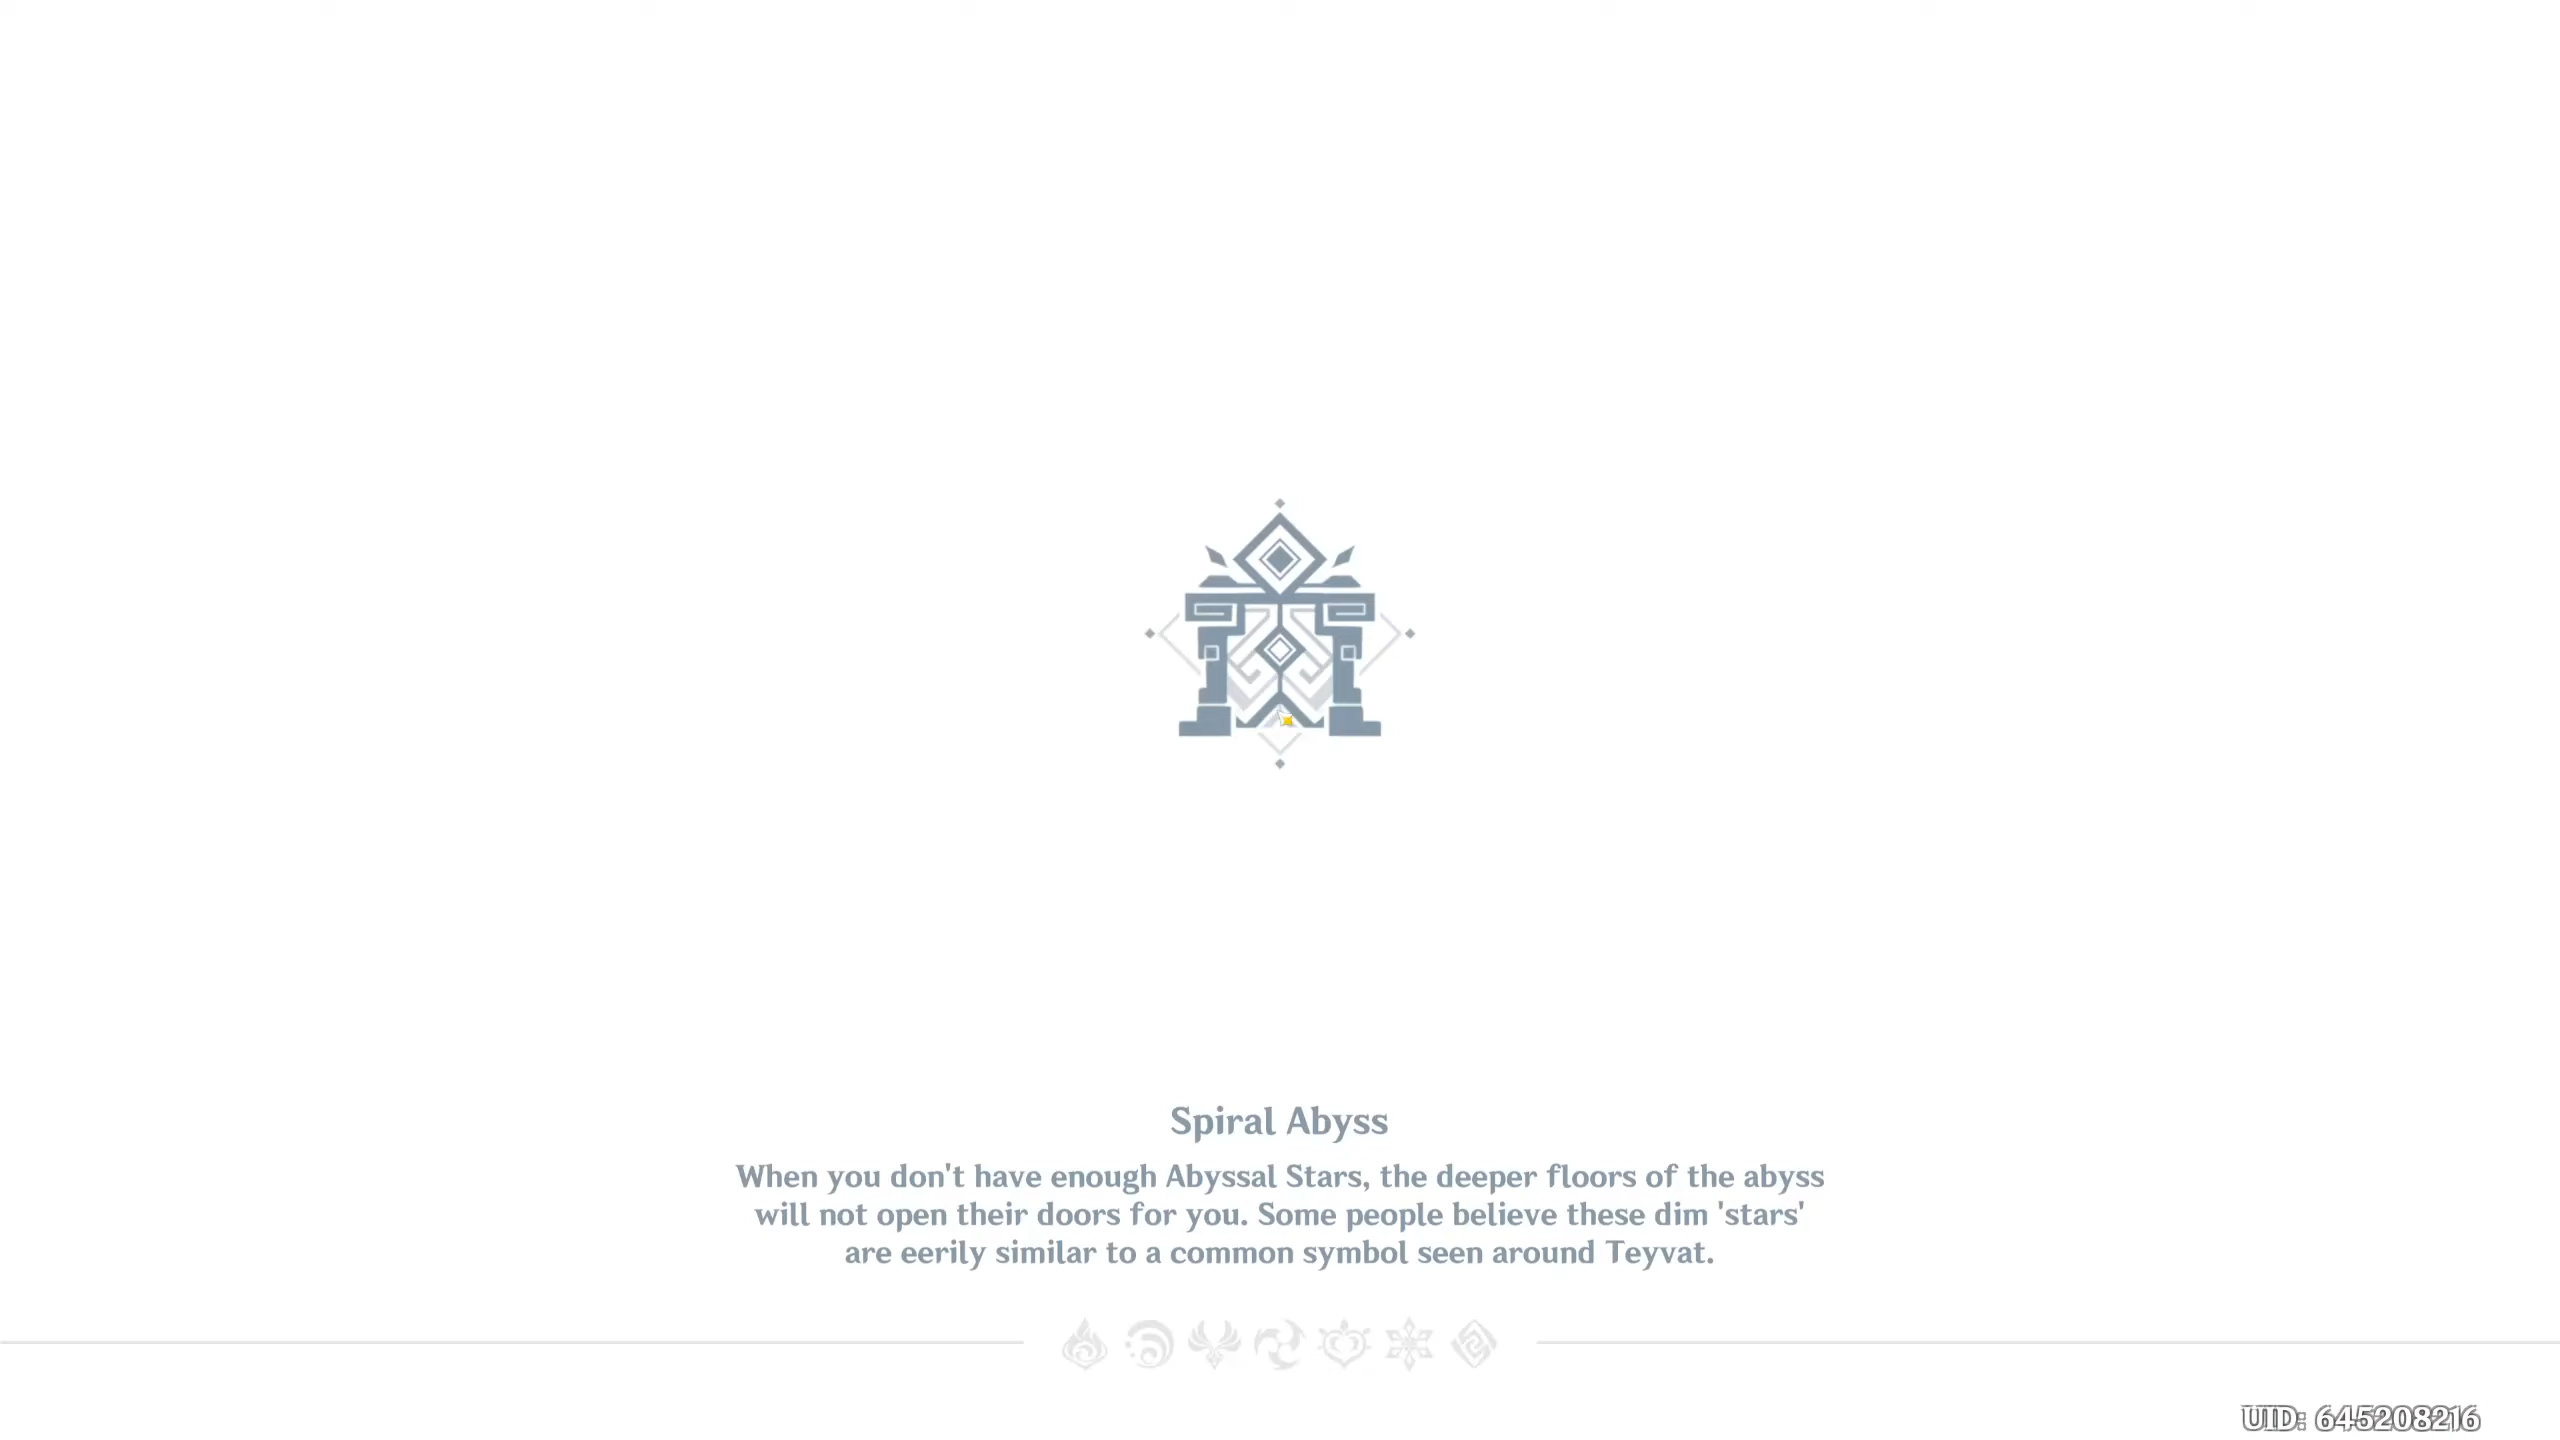 Spiral Abyss
When you don't have enough Abyssal Stars, the deeper floors of the abyss
will not open their doors for you. Some people believe these dim 'stars'
are eerily similar to a common symbol seen around Teyvat.
UID: 645208216